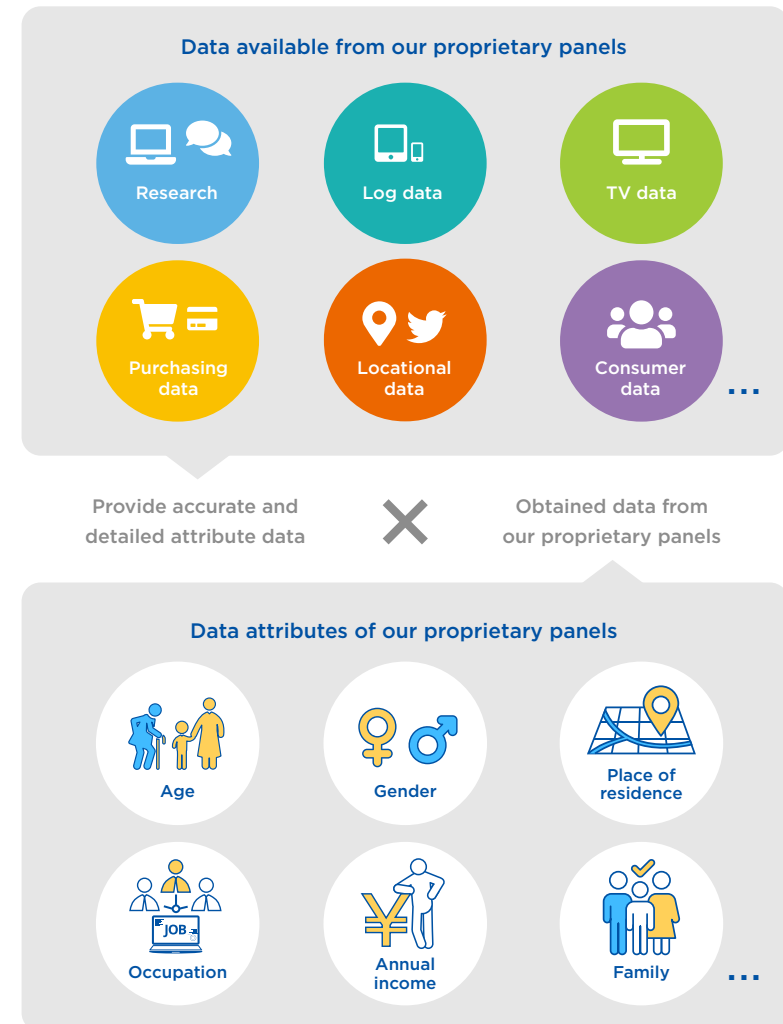 Data available from our proprietary panels
Research
Log data
TV data
Purchasing
data
Locational
data
Consumer
data
...
Provide accurate and
detailed attribute data
×
Obtained data from
our proprietary panels
Data attributes of our proprietary panels
Age
Gender
Place of
residence
JOB
Occupation
¥
Annual
income
Family
...